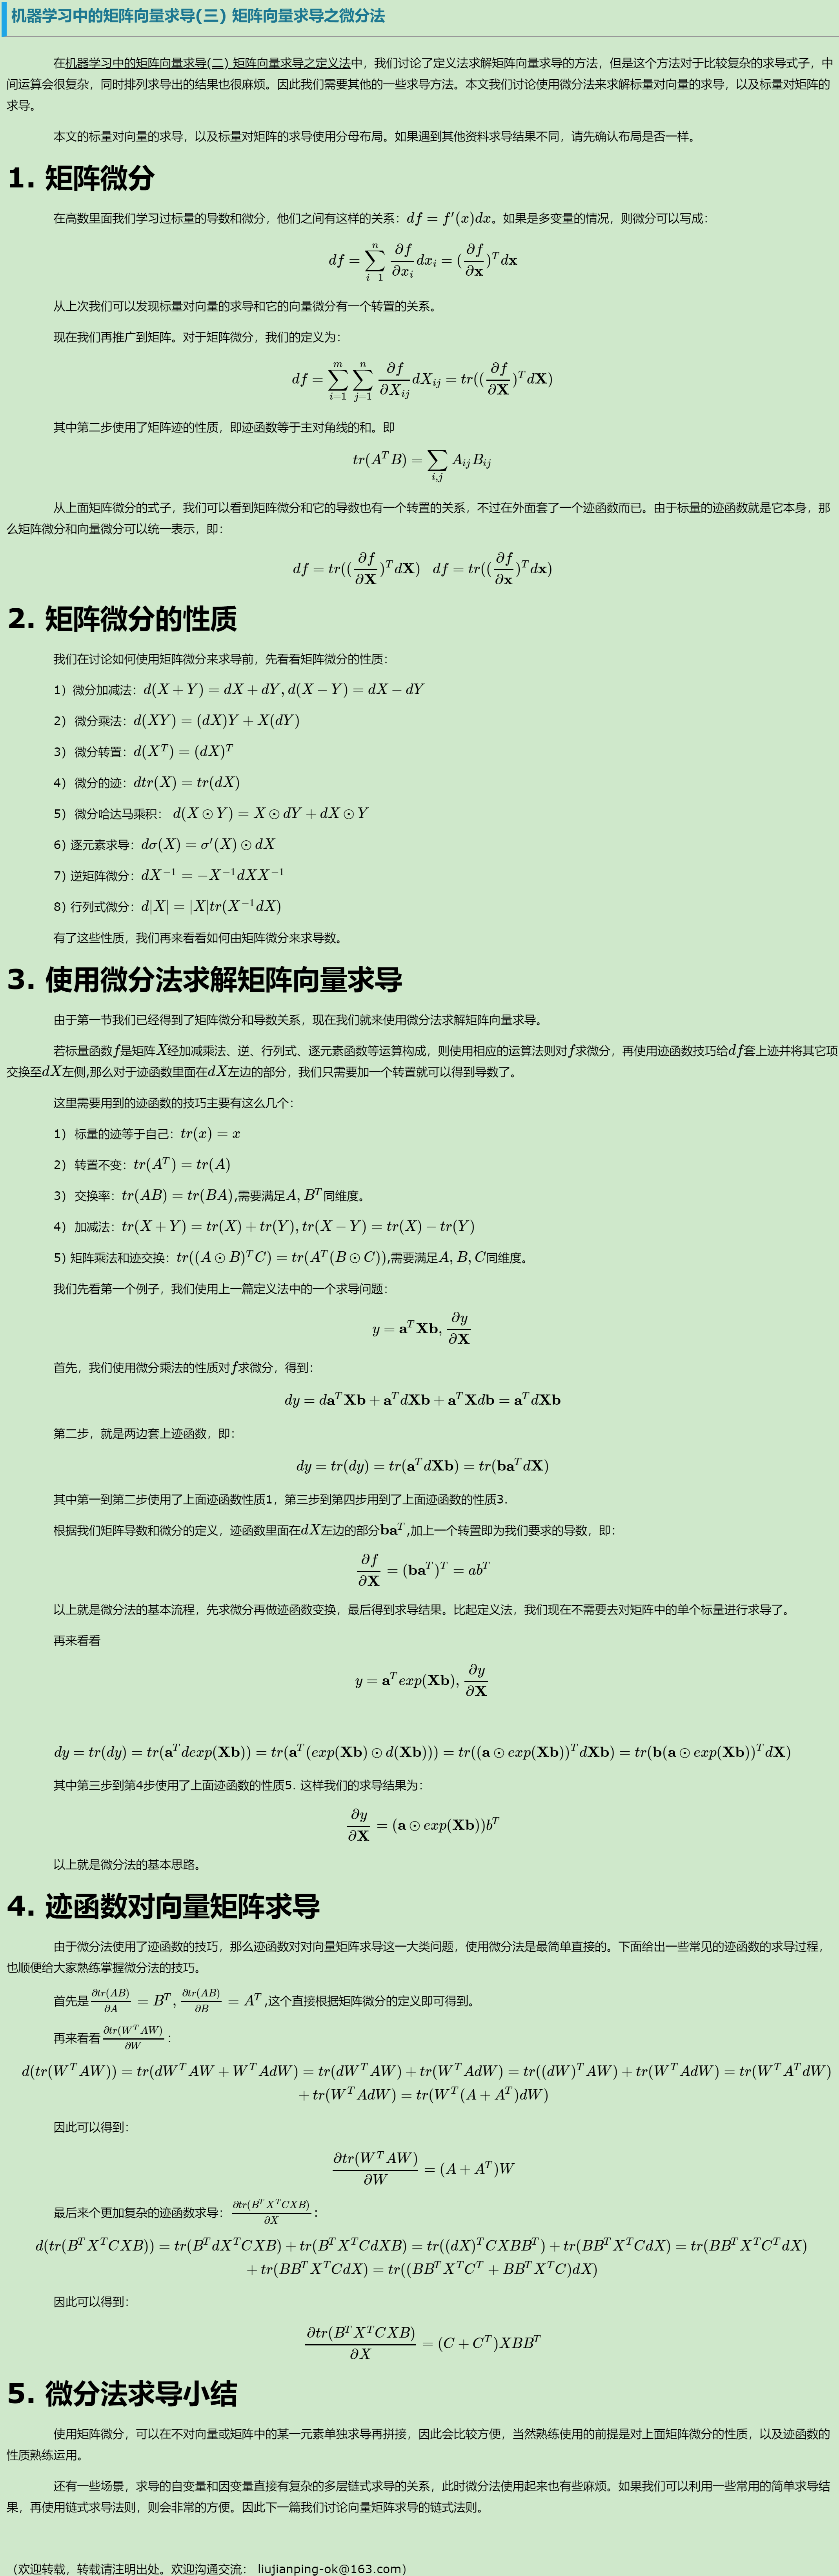 机器学习中的矩阵向量求导(三) 矩阵向量求导之微分法
在机器学习中的矩阵向量求导(二) 矩阵向量求导之定义法中，我们讨论了定义法求解矩阵向量求导的方法，但是这个方法对于比较复杂的求导式子，中
间运算会很复杂，同时排列求导出的结果也很麻烦。因此我们需要其他的一些求导方法。本文我们讨论使用微分法来求解标量对向量的求导，以及标量对矩阵的
求导。
本文的标量对向量的求导，以及标量对矩阵的求导使用分母布局。如果遇到其他资料求导结果不同，请先确认布局是否一样。
1. 矩阵微分
在高数里面我们学习过标量的导数和微分，他们之间有这样的关系：$df = f'(x)dx$。如果是多变量的情况，则微分可以写成：
$df = \sum_{i=1}^{n} \frac{\partial f}{\partial x_i} dx_i = (\frac{\partial f}{\partial \mathbf{x}})^T d\mathbf{x}$
从上次我们可以发现标量对向量的求导和它的向量微分有一个转置的关系。
现在我们再推广到矩阵。对于矩阵微分，我们的定义为：
$df = \sum_{i=1}^{m} \sum_{j=1}^{n} \frac{\partial f}{\partial X_{ij}} dX_{ij} = tr((\frac{\partial f}{\partial \mathbf{X}})^T d\mathbf{X})$
其中第二步使用了矩阵迹的性质，即迹函数等于主对角线的和。即
$tr(A^T B) = \sum_{i,j} A_{ij} B_{ij}$
从上面矩阵微分的式子，我们可以看到矩阵微分和它的导数也有一个转置的关系，不过在外面套了一个迹函数而已。由于标量的迹函数就是它本身，那
么矩阵微分和向量微分可以统一表示，即：
$df = tr((\frac{\partial f}{\partial \mathbf{X}})^T d\mathbf{X}) \quad df = tr((\frac{\partial f}{\partial \mathbf{x}})^T d\mathbf{x})$
2. 矩阵微分的性质
我们在讨论如何使用矩阵微分来求导前，先看看矩阵微分的性质：
1）微分加减法：$d(X+Y) = dX + dY, d(X-Y) = dX - dY$
2） 微分乘法：$d(XY) = (dX)Y + X(dY)$
3） 微分转置：$d(X^T) = (dX)^T$
4） 微分的迹：$dtr(X) = tr(dX)$
5） 微分哈达马乘积： $d(X \odot Y) = X \odot dY + dX \odot Y$
6) 逐元素求导：$d\sigma(X) = \sigma'(X) \odot dX$
7) 逆矩阵微分：$dX^{-1} = -X^{-1}dXX^{-1}$
8) 行列式微分：$d|X| = |X|tr(X^{-1}dX)$
有了这些性质，我们再来看看如何由矩阵微分来求导数。
3. 使用微分法求解矩阵向量求导
由于第一节我们已经得到了矩阵微分和导数关系，现在我们就来使用微分法求解矩阵向量求导。
若标量函数$f$是矩阵$X$经加减乘法、逆、行列式、逐元素函数等运算构成，则使用相应的运算法则对$f$求微分，再使用迹函数技巧给$df$套上迹并将其它项
交换至$dX$左侧,那么对于迹函数里面在$dX$左边的部分，我们只需要加一个转置就可以得到导数了。
这里需要用到的迹函数的技巧主要有这么几个：
1） 标量的迹等于自己：$tr(x) = x$
2） 转置不变：$tr(A^T) = tr(A)$
3） 交换率：$tr(AB) = tr(BA)$,需要满足$A, B^T$同维度。
4） 加减法：$tr(X+Y) = tr(X) + tr(Y), tr(X-Y) = tr(X) - tr(Y)$
5) 矩阵乘法和迹交换：$tr((A \odot B)^T C) = tr(A^T(B \odot C))$,需要满足$A, B, C$同维度。
我们先看第一个例子，我们使用上一篇定义法中的一个求导问题：
$y = \mathbf{a}^T \mathbf{X} \mathbf{b}, \frac{\partial y}{\partial \mathbf{X}}$
首先，我们使用微分乘法的性质对$f$求微分，得到：
$dy = d\mathbf{a}^T \mathbf{X}\mathbf{b} + \mathbf{a}^T d\mathbf{X}\mathbf{b} + \mathbf{a}^T \mathbf{X} d\mathbf{b} = \mathbf{a}^T d\mathbf{X}\mathbf{b}$
第二步，就是两边套上迹函数，即：
$dy = tr(dy) = tr(\mathbf{a}^T d\mathbf{X}\mathbf{b}) = tr(\mathbf{b}\mathbf{a}^T d\mathbf{X})$
其中第一到第二步使用了上面迹函数性质1，第三步到第四步用到了上面迹函数的性质3.
根据我们矩阵导数和微分的定义，迹函数里面在$dX$左边的部分$\mathbf{b}\mathbf{a}^T$,加上一个转置即为我们要求的导数，即：
$\frac{\partial f}{\partial \mathbf{X}} = (\mathbf{b}\mathbf{a}^T)^T = ab^T$
以上就是微分法的基本流程，先求微分再做迹函数变换，最后得到求导结果。比起定义法，我们现在不需要去对矩阵中的单个标量进行求导了。
再来看看
$y = \mathbf{a}^T exp(\mathbf{X}\mathbf{b}), \frac{\partial y}{\partial \mathbf{X}}$
$dy = tr(dy) = tr(\mathbf{a}^T dexp(\mathbf{X}\mathbf{b})) = tr(\mathbf{a}^T(exp(\mathbf{X}\mathbf{b}) \odot d(\mathbf{X}\mathbf{b}))) = tr((\mathbf{a} \odot exp(\mathbf{X}\mathbf{b}))^T d\mathbf{X}\mathbf{b}) = tr(\mathbf{b}(\mathbf{a} \odot exp(\mathbf{X}\mathbf{b}))^T d\mathbf{X})$
其中第三步到第4步使用了上面迹函数的性质5. 这样我们的求导结果为：
$\frac{\partial y}{\partial \mathbf{X}} = (\mathbf{a} \odot exp(\mathbf{X}\mathbf{b}))b^T$
以上就是微分法的基本思路。
4. 迹函数对向量矩阵求导
由于微分法使用了迹函数的技巧，那么迹函数对对向量矩阵求导这一大类问题，使用微分法是最简单直接的。下面给出一些常见的迹函数的求导过程，
也顺便给大家熟练掌握微分法的技巧。
首先是$\frac{\partial tr(AB)}{\partial A} = B^T, \frac{\partial tr(AB)}{\partial B} = A^T$,这个直接根据矩阵微分的定义即可得到。
再来看看$\frac{\partial tr(W^T AW)}{\partial W}$：
$d(tr(W^T AW)) = tr(dW^T AW + W^T AdW) = tr(dW^T AW) + tr(W^T AdW) = tr((dW)^T AW) + tr(W^T AdW) = tr(W^T A^T dW)$
$+ tr(W^T AdW) = tr(W^T(A + A^T)dW)$
因此可以得到：
$\frac{\partial tr(W^T AW)}{\partial W} = (A + A^T)W$
最后来个更加复杂的迹函数求导：$\frac{\partial tr(B^T X^T CXB)}{\partial X}$：
$d(tr(B^T X^T CXB)) = tr(B^T dX^T CXB) + tr(B^T X^T CdXB) = tr((dX)^T CXBB^T) + tr(BB^T X^T CdX) = tr(BB^T X^T C^T dX)$
$+ tr(BB^T X^T CdX) = tr((BB^T X^T C^T + BB^T X^T C)dX)$
因此可以得到：
$\frac{\partial tr(B^T X^T CXB)}{\partial X} = (C + C^T)XBB^T$
5. 微分法求导小结
使用矩阵微分，可以在不对向量或矩阵中的某一元素单独求导再拼接，因此会比较方便，当然熟练使用的前提是对上面矩阵微分的性质，以及迹函数的
性质熟练运用。
还有一些场景，求导的自变量和因变量直接有复杂的多层链式求导的关系，此时微分法使用起来也有些麻烦。如果我们可以利用一些常用的简单求导结
果，再使用链式求导法则，则会非常的方便。因此下一篇我们讨论向量矩阵求导的链式法则。
（欢迎转载，转载请注明出处。欢迎沟通交流： liujianping-ok@163.com）